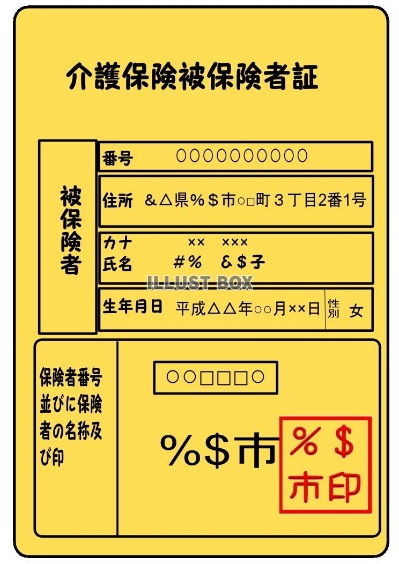 介護保険被保険者証
被保険者
番号 ○○○○○○○○○○
住所 &△県%$市○□町3丁目2番1号
カナ ×× ×××
氏名 #% &$子
ILLUST BOX
生年月日 平成△△年○○月××日 性別 女
保険者番号
並びに保険
者の名称及
び印
○○□□□○
%$市
%$
市印